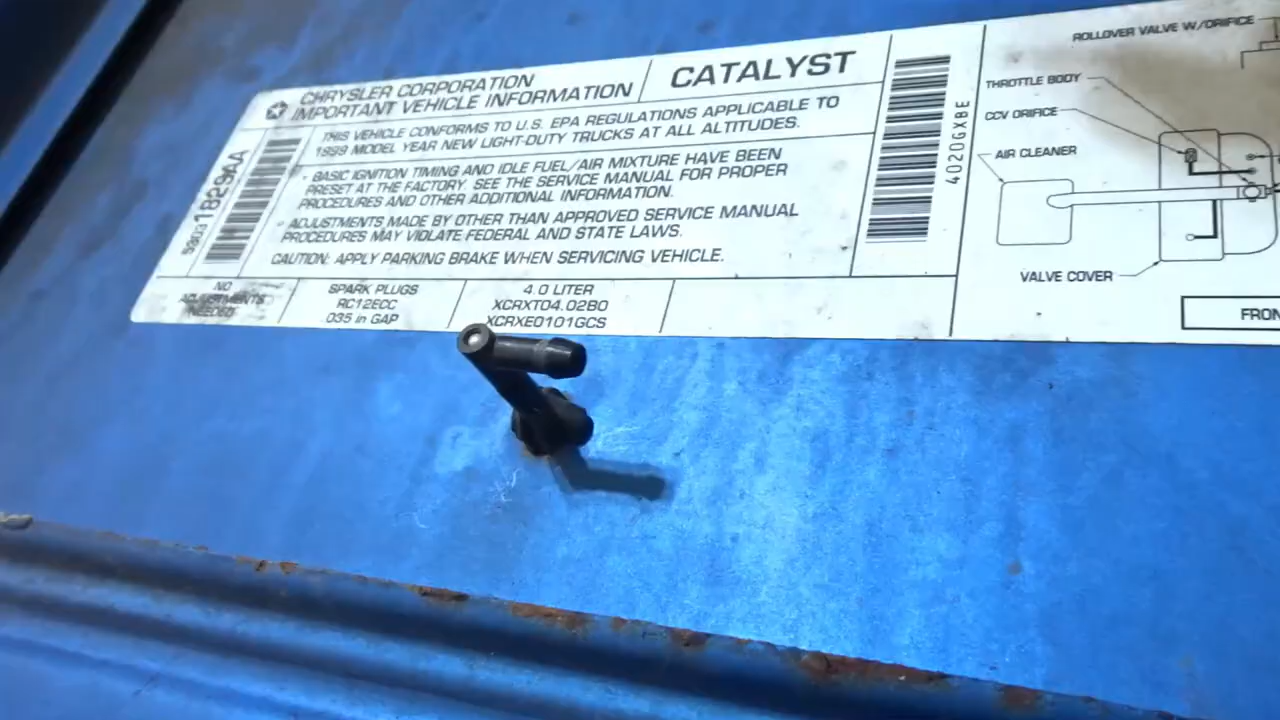 CHRYSLER CORPORATION
IMPORTANT VEHICLE INFORMATION
CATALYST
THIS VEHICLE CONFORMS TO U.S. EPA REGULATIONS APPLICABLE TO
1999 MODEL YEAR NEW LIGHT-DUTY TRUCKS AT ALL ALTITUDES.
· BASIC IGNITION TIMING AND IDLE FUEL/AIR MIXTURE HAVE BEEN
PRESET AT THE FACTORY. SEE THE SERVICE MANUAL FOR PROPER
PROCEDURES AND OTHER ADDITIONAL INFORMATION.
· ADJUSTMENTS MADE BY OTHER THAN APPROVED SERVICE MANUAL
PROCEDURES MAY VIOLATE FEDERAL AND STATE LAWS.
CAUTION: APPLY PARKING BRAKE WHEN SERVICING VEHICLE.
NO
ADJUSTMENTS
NEEDED
SPARK PLUGS
RC12ECC
.035 in GAP
4.0 LITER
XCRXT04.02B0
XCRXE0101GCS
4020GXBE
ROLLOVER VALVE W/ORIFICE
THROTTLE BODY
CCV ORIFICE
AIR CLEANER
VALVE COVER
FRON